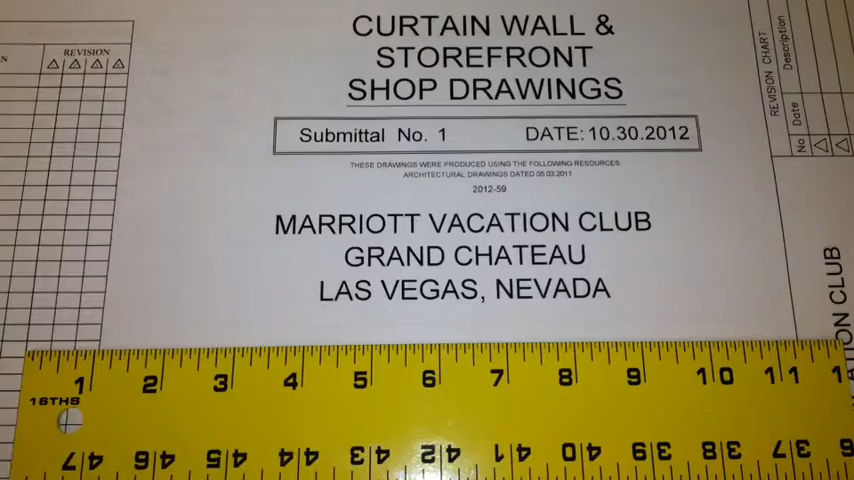 REVISION
CURTAIN WALL &
STOREFRONT
SHOP DRAWINGS
Submittal No. 1 DATE: 10.30.2012
THESE DRAWINGS WERE PRODUCED USING THE FOLLOWING RESOURCES
ARCHITECTURAL DRAWINGS DATED 05.03.2011
2012-59
MARRIOTT VACATION CLUB
GRAND CHATEAU
LAS VEGAS, NEVADA
REVISION CHART
No Date Description
ION CLUB
1 2 3 4 5 6 7 8 9 10 11 1
16THS
47 46 45 44 43 42 41 40 39 38 37